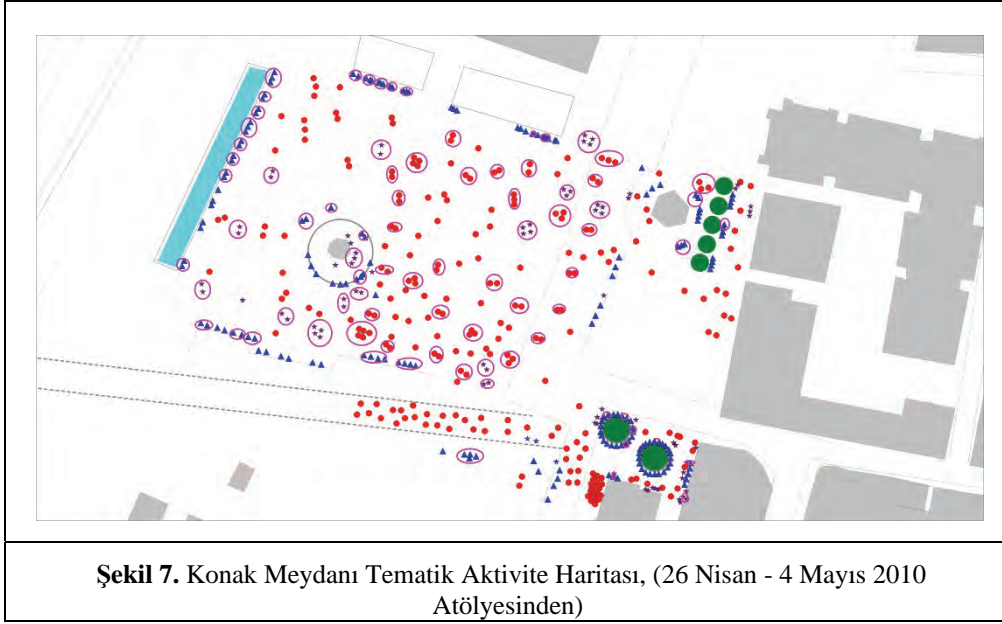 Şekil 7. Konak Meydanı Tematik Aktivite Haritası, (26 Nisan - 4 Mayıs 2010
Atölyesinden)